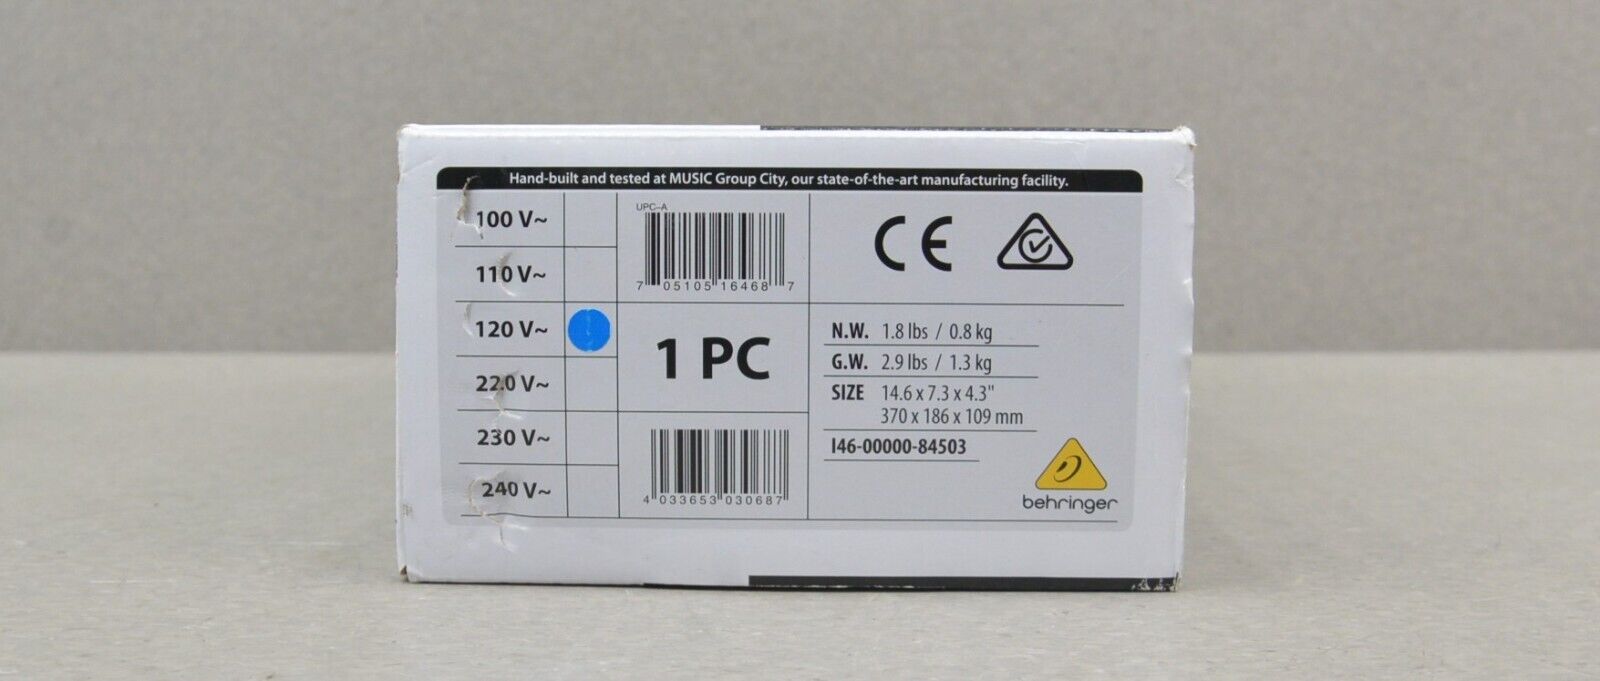 Hand-built and tested at MUSIC Group City, our state-of-the-art manufacturing facility.
100 V~
110 V~
120 V~
220 V~
230 V~
240 V~
UPC-A
7 05105 16468 7
1 PC
4 033653 030687
CE
N.W. 1.8 lbs / 0.8 kg
G.W. 2.9 lbs / 1.3 kg
SIZE 14.6 x 7.3 x 4.3"
370 x 186 x 109 mm
I46-00000-84503
behringer